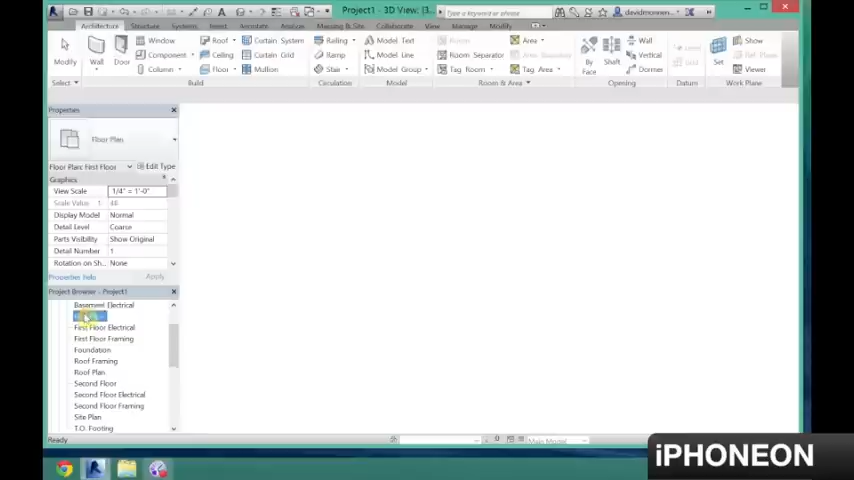 Project1 - 3D View: [3...
Type a keyword or phrase
davidmoreen...
Architecture Structure Systems Insert Annotate Analyze Massing & Site Collaborate View Manage Modify
Modify
Wall
Door
Window
Component
Column
Roof
Ceiling
Floor
Curtain System
Curtain Grid
Mullion
Railing
Ramp
Stair
Model Text
Model Line
Model Group
Room
Room Separator
Tag Room
Area
Area Boundary
Tag Area
By Face
Shaft
Wall
Vertical
Dormer
Level
Grid
Set
Show
Ref Plane
Viewer
Select Build Circulation Model Room & Area Opening Datum Work Plane
Properties
Floor Plan
Floor Plan: First Floor Edit Type
Graphics
View Scale 1/4" = 1'-0"
Scale Value 1: 48
Display Model Normal
Detail Level Coarse
Parts Visibility Show Original
Detail Number 1
Rotation on Sh... None
Properties help Apply
Project Browser - Project1
Basement Electrical
First Floor Electrical
First Floor Framing
Foundation
Roof Framing
Roof Plan
Second Floor
Second Floor Electrical
Second Floor Framing
Site Plan
T.O. Footing
Ready
Main Model
iPHONEON